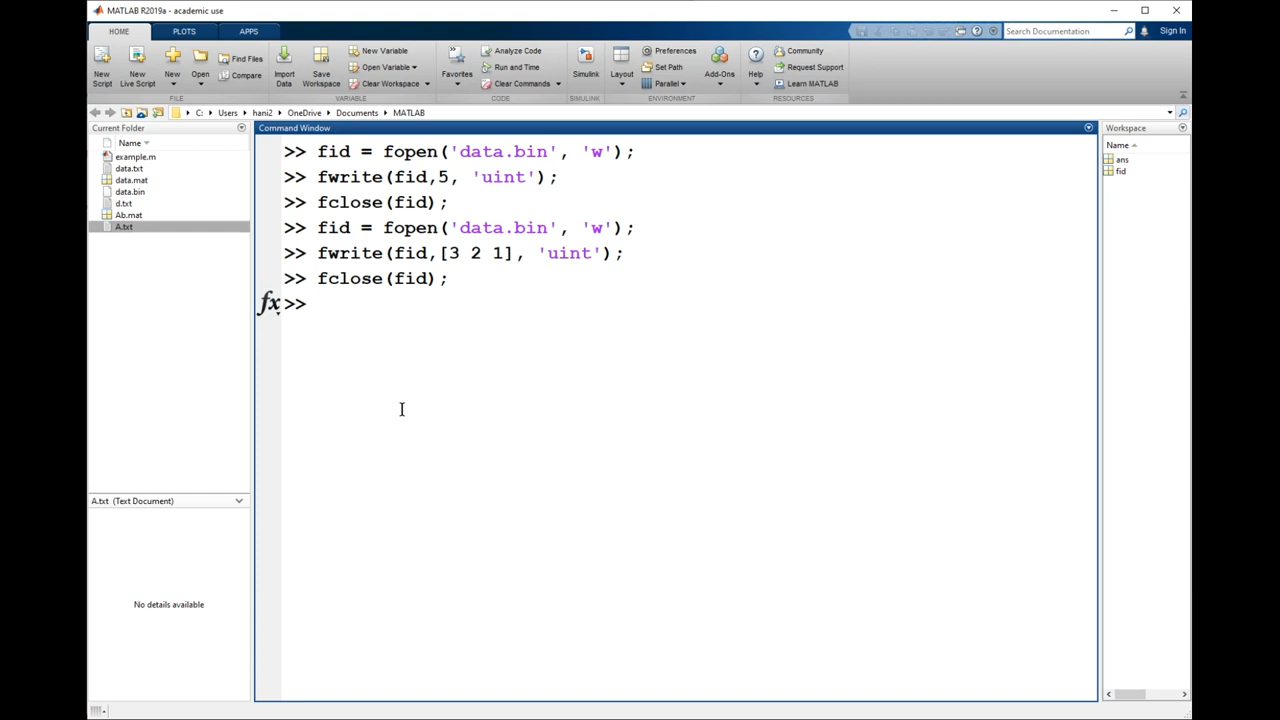 MATLAB R2019a - academic use
HOME
PLOTS
APPS
Search Documentation
Sign In
New Script
New Live Script
New
Open
Find Files
Compare
FILE
Import Data
Save Workspace
New Variable
Open Variable
Clear Workspace
VARIABLE
Favorites
Analyze Code
Run and Time
Clear Commands
CODE
Simulink
SIMULINK
Layout
Preferences
Set Path
Parallel
Add-Ons
ENVIRONMENT
Help
Community
Request Support
Learn MATLAB
RESOURCES
C: Users hani2 OneDrive Documents MATLAB
Current Folder
Name
example.m
data.txt
data.mat
data.bin
d.txt
Ab.mat
A.txt
A.txt (Text Document)
No details available
Command Window
>> fid = fopen('data.bin', 'w');
>> fwrite(fid,5, 'uint');
>> fclose(fid);
>> fid = fopen('data.bin', 'w');
>> fwrite(fid,[3 2 1], 'uint');
>> fclose(fid);
fx >>
Workspace
Name
ans
fid